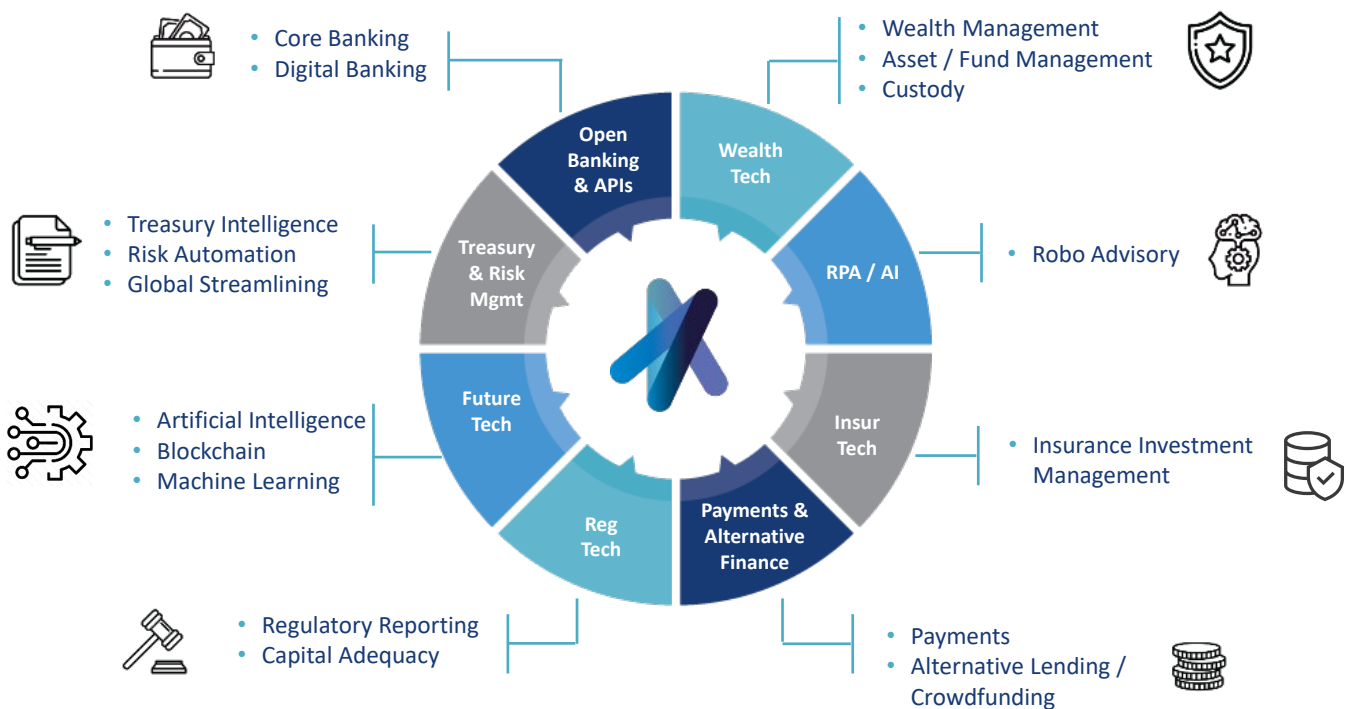 • Core Banking
• Digital Banking
• Wealth Management
• Asset / Fund Management
• Custody
Open
Banking
& APIs
Wealth
Tech
• Treasury Intelligence
• Risk Automation
• Global Streamlining
Treasury
& Risk
Mgmt
RPA / AI
• Robo Advisory
• Artificial Intelligence
• Blockchain
• Machine Learning
Future
Tech
Insur
Tech
• Insurance Investment
Management
Reg
Tech
Payments &
Alternative
Finance
• Regulatory Reporting
• Capital Adequacy
• Payments
• Alternative Lending /
Crowdfunding